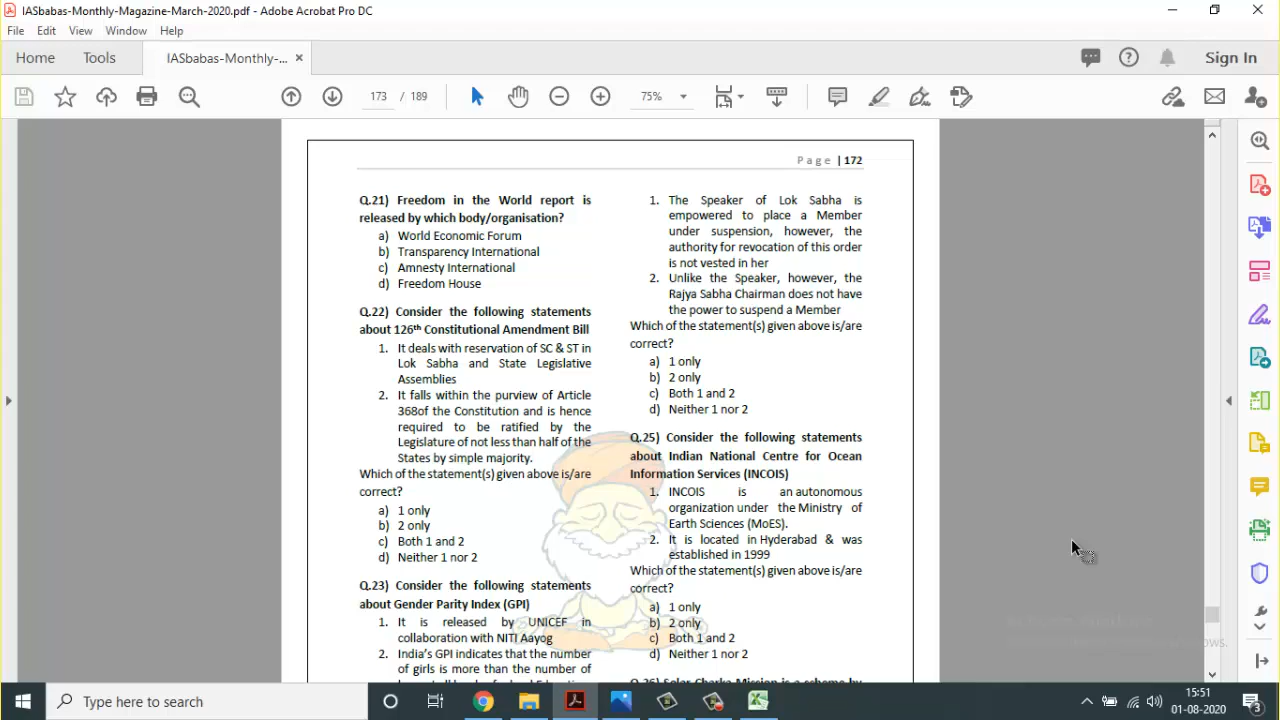 IASbabas-Monthly-Magazine-March-2020.pdf - Adobe Acrobat Pro DC
File Edit View Window Help
Home Tools IASbabas-Monthly-... × Sign In
173 / 189 75%
Page | 172
Q.21) Freedom in the World report is
released by which body/organisation?
a) World Economic Forum
b) Transparency International
c) Amnesty International
d) Freedom House
Q.22) Consider the following statements
about 126th Constitutional Amendment Bill
1. It deals with reservation of SC & ST in
Lok Sabha and State Legislative
Assemblies
2. It falls within the purview of Article
368of the Constitution and is hence
required to be ratified by the
Legislature of not less than half of the
States by simple majority.
Which of the statement(s) given above is/are
correct?
a) 1 only
b) 2 only
c) Both 1 and 2
d) Neither 1 nor 2
Q.23) Consider the following statements
about Gender Parity Index (GPI)
1. It is released by UNICEF in
collaboration with NITI Aayog
2. India's GPI indicates that the number
of girls is more than the number of
1. The Speaker of Lok Sabha is
empowered to place a Member
under suspension, however, the
authority for revocation of this order
is not vested in her
2. Unlike the Speaker, however, the
Rajya Sabha Chairman does not have
the power to suspend a Member
Which of the statement(s) given above is/are
correct?
a) 1 only
b) 2 only
c) Both 1 and 2
d) Neither 1 nor 2
Q.25) Consider the following statements
about Indian National Centre for Ocean
Information Services (INCOIS)
1. INCOIS is an autonomous
organization under the Ministry of
Earth Sciences (MoES).
2. It is located in Hyderabad & was
established in 1999
Which of the statement(s) given above is/are
correct?
a) 1 only
b) 2 only
c) Both 1 and 2
d) Neither 1 nor 2
Q.26) Solar Charka Mission is a scheme by
Type here to search
15:51
01-08-2020
3